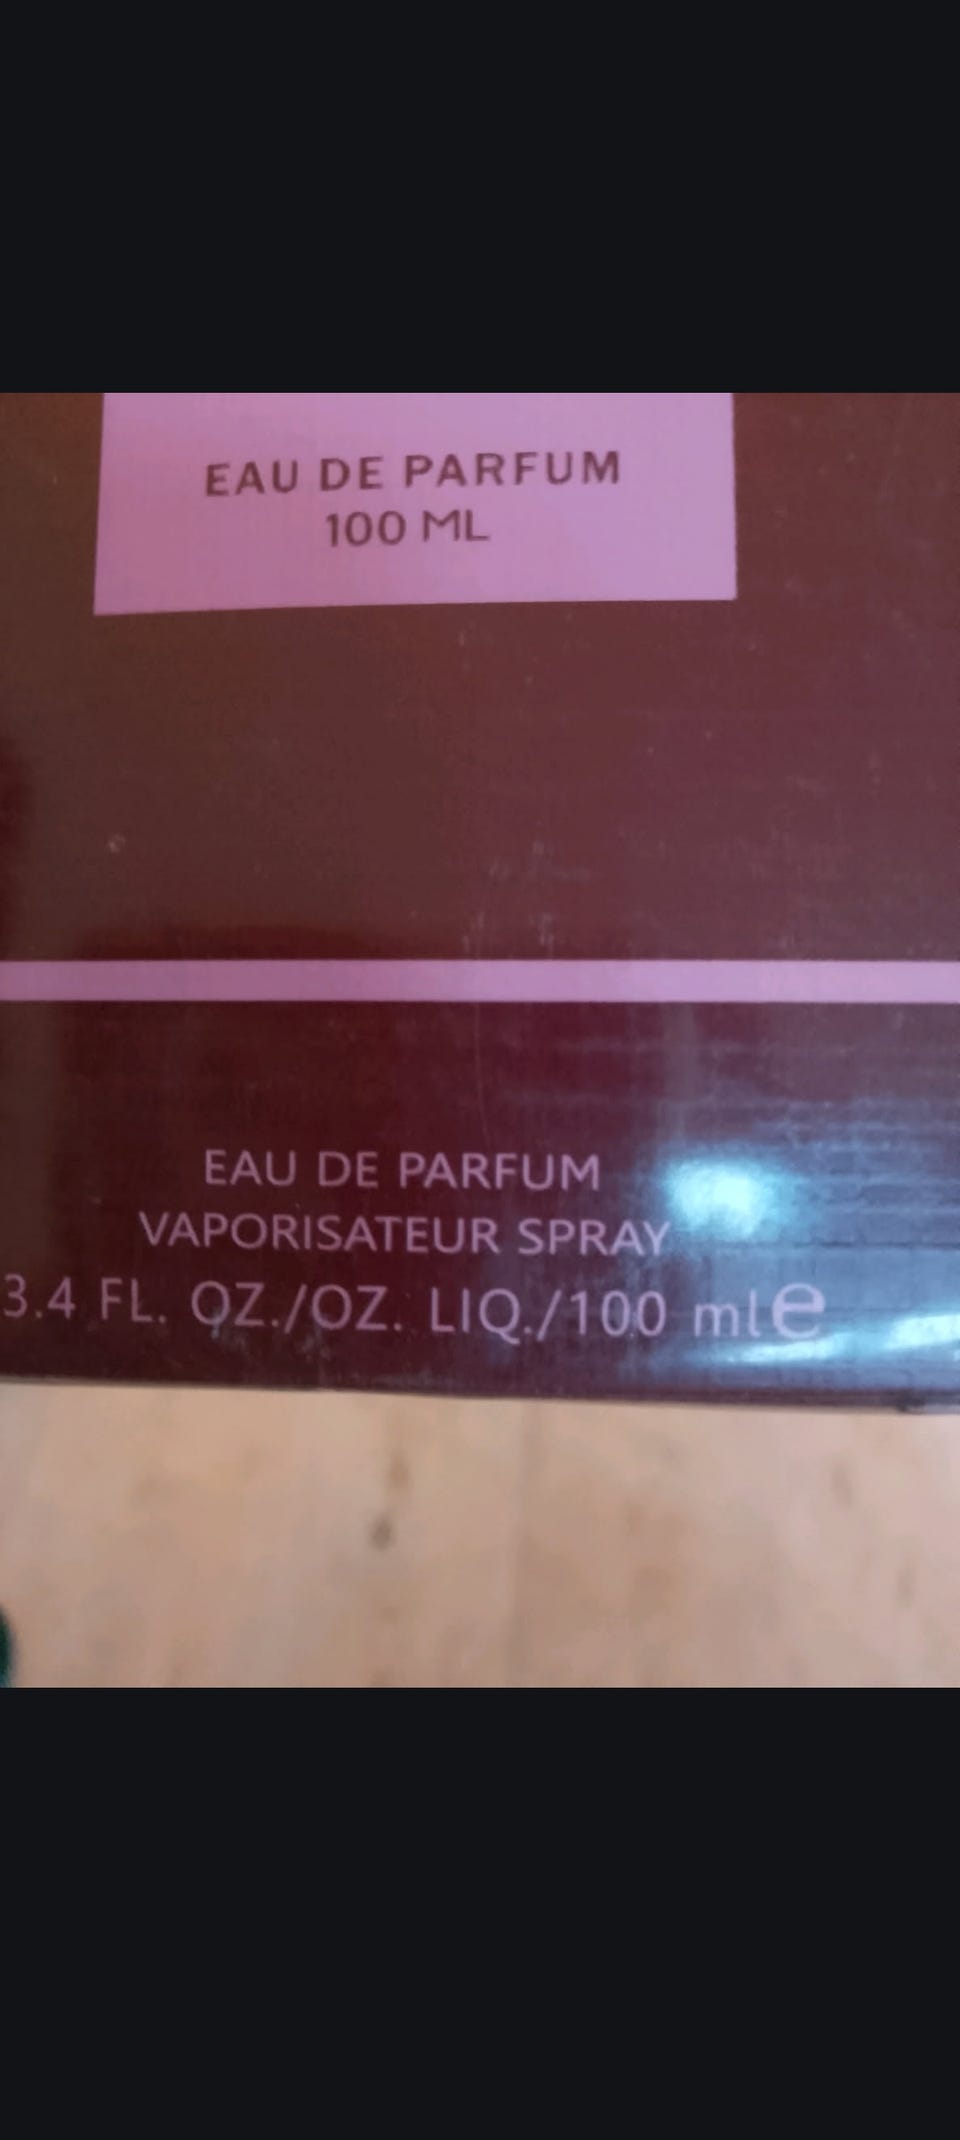 EAU DE PARFUM
100 ML
EAU DE PARFUM
VAPORISATEUR SPRAY
3.4 FL. OZ./OZ. LIQ./100 ml e